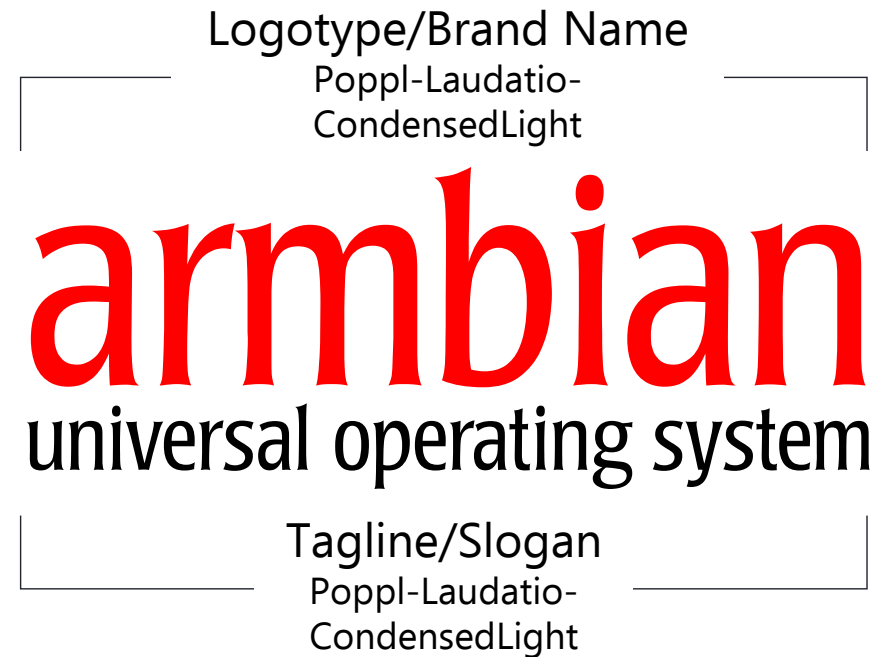 Logotype/Brand Name
Poppl-Laudatio-
CondensedLight
armbian
universal operating system
Tagline/Slogan
Poppl-Laudatio-
CondensedLight